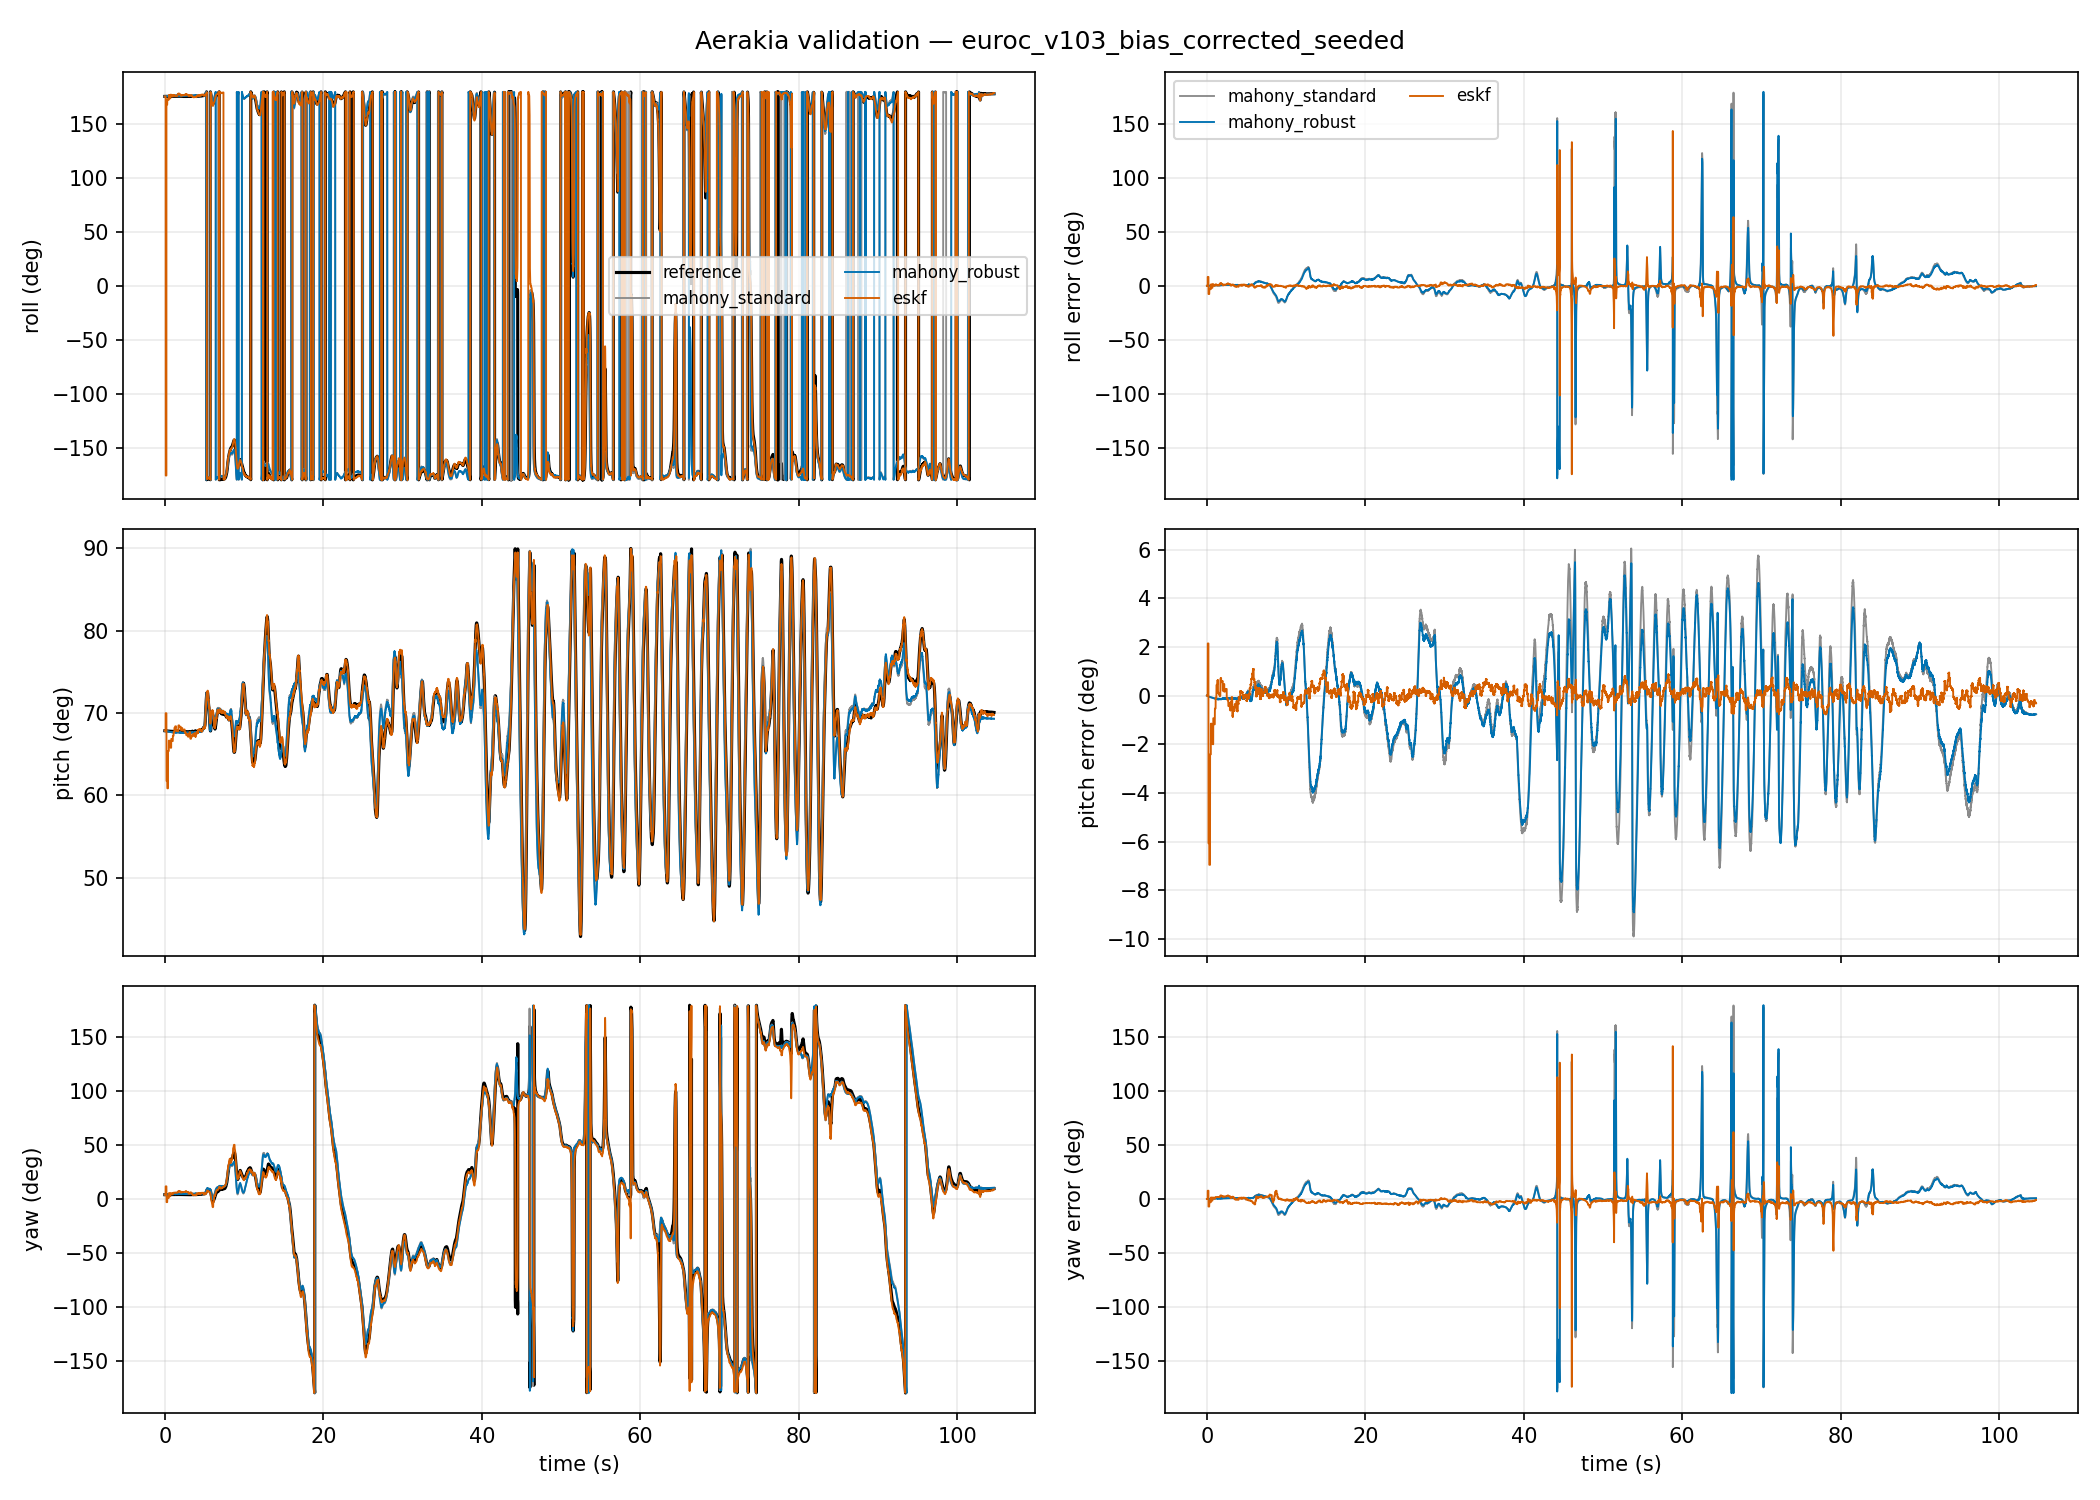 Aerakia validation — euroc_v103_bias_corrected_seeded
roll (deg)
150
100
50
0
−50
−100
−150
reference
mahony_standard
mahony_robust
eskf
roll error (deg)
150
100
50
0
−50
−100
−150
mahony_standard
mahony_robust
eskf
pitch (deg)
90
80
70
60
50
pitch error (deg)
6
4
2
0
−2
−4
−6
−8
−10
yaw (deg)
150
100
50
0
−50
−100
−150
0 20 40 60 80 100
time (s)
yaw error (deg)
150
100
50
0
−50
−100
−150
0 20 40 60 80 100
time (s)